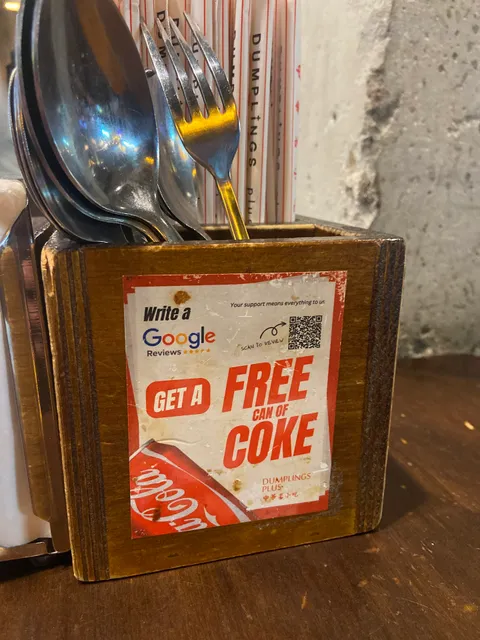 DUMPLINGS PLUS
Write a
Your support means everything to us
Google
Reviews
SCAN TO REVIEW
GET A
FREE
CAN OF
COKE
DUMPLINGS
PLUS
Coca-Cola